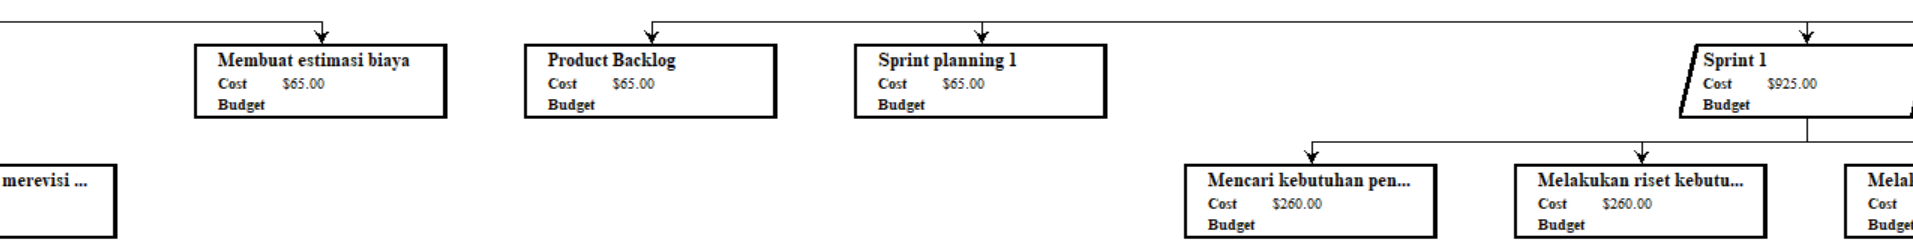 Membuat estimasi biaya
Cost $65.00
Budget
Product Backlog
Cost $65.00
Budget
Sprint planning 1
Cost $65.00
Budget
Sprint 1
Cost $925.00
Budget
merevisi ...
Mencari kebutuhan pen...
Cost $260.00
Budget
Melakukan riset kebutu...
Cost $260.00
Budget
Cost